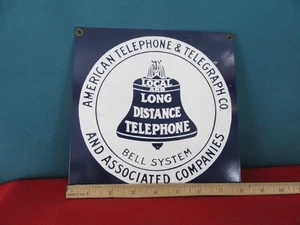 AMERICAN TELEPHONE & TELEGRAPH CO
LOCAL
AND
LONG
DISTANCE
TELEPHONE
BELL SYSTEM
AND ASSOCIATED COMPANIES